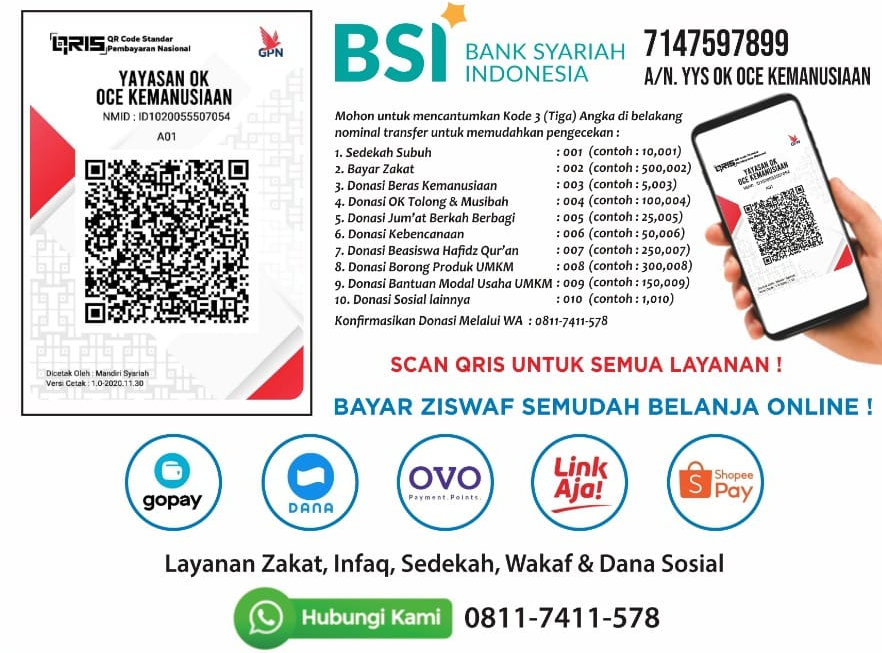 QRIS QR Code Standar
Pembayaran Nasional
GPN
YAYASAN OK
OCE KEMANUSIAAN
NMID : ID1020055507054
A01
Dicetak Oleh : Mandiri Syariah
Versi Cetak : 1.0-2020.11.30
BSI BANK SYARIAH
INDONESIA
7147597899
A/N. YYS OK OCE KEMANUSIAAN
Mohon untuk mencantumkan Kode 3 (Tiga) Angka di belakang
nominal transfer untuk memudahkan pengecekan :
1. Sedekah Subuh : 001 (contoh : 10,001)
2. Bayar Zakat : 002 (contoh : 500,002)
3. Donasi Beras Kemanusiaan : 003 (contoh : 5,003)
4. Donasi OK Tolong & Musibah : 004 (contoh : 100,004)
5. Donasi Jum'at Berkah Berbagi : 005 (contoh : 25,005)
6. Donasi Kebencanaan : 006 (contoh : 50,006)
7. Donasi Beasiswa Hafidz Qur'an : 007 (contoh : 250,007)
8. Donasi Borong Produk UMKM : 008 (contoh : 300,008)
9. Donasi Bantuan Modal Usaha UMKM : 009 (contoh : 150,009)
10. Donasi Sosial lainnya : 010 (contoh : 1,010)
Konfirmasikan Donasi Melalui WA : 0811-7411-578
YAYASAN OK
OCE KEMANUSIAAN
A01
SCAN QRIS UNTUK SEMUA LAYANAN !
BAYAR ZISWAF SEMUDAH BELANJA ONLINE !
gopay
DANA
OVO
Payment. Points.
Link
Aja!
Shopee
Pay
Layanan Zakat, Infaq, Sedekah, Wakaf & Dana Sosial
Hubungi Kami 0811-7411-578